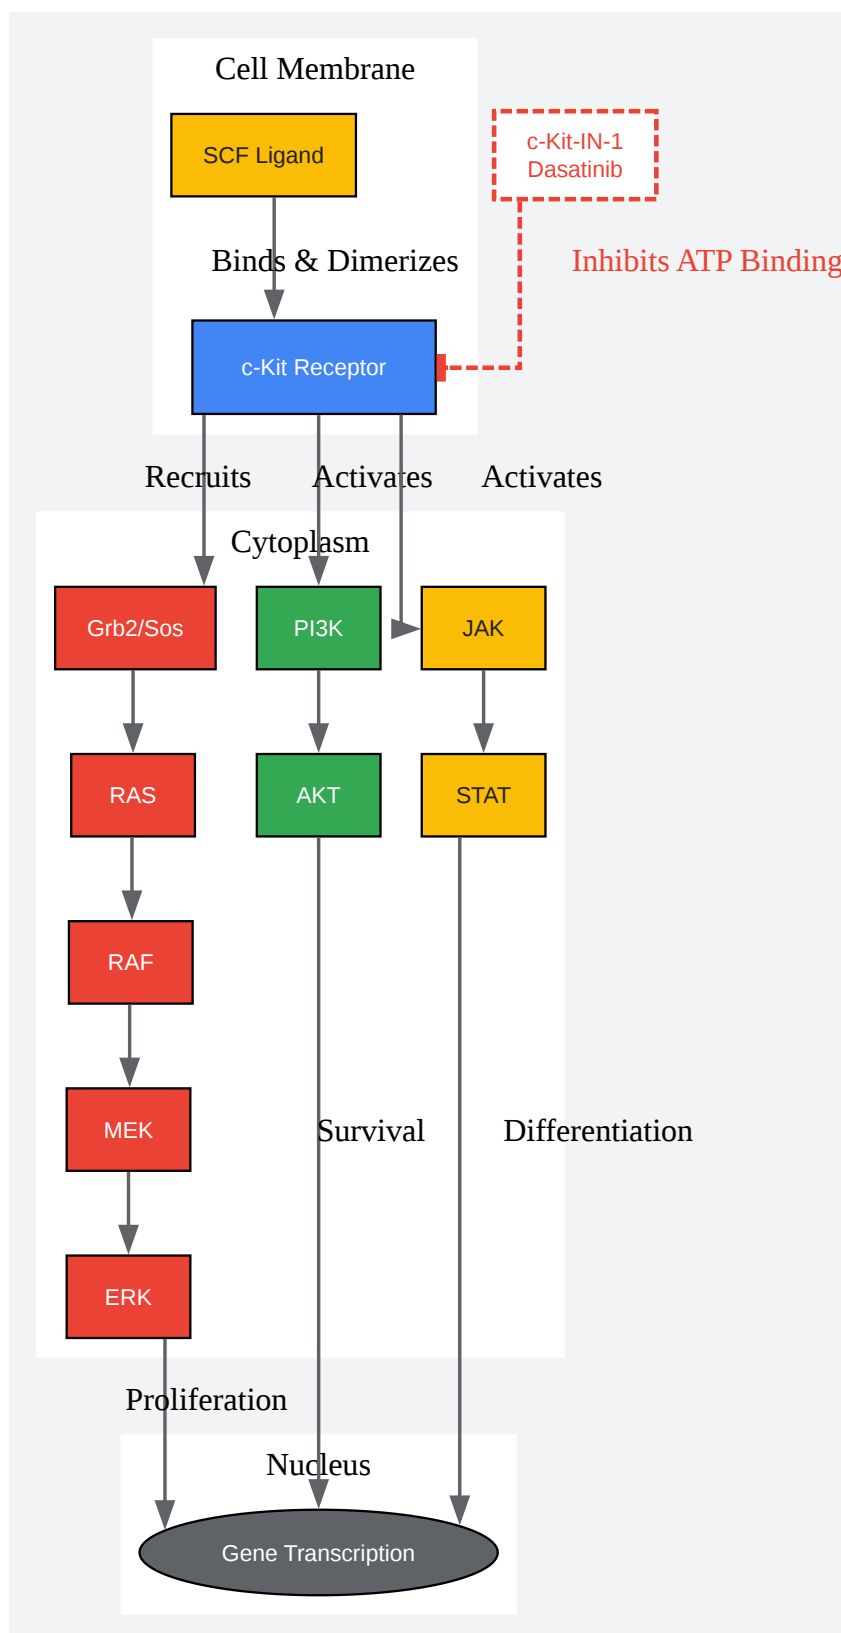 Cell Membrane
SCF Ligand
c-Kit-IN-1
Dasatinib
Binds & Dimerizes
Inhibits ATP Binding
c-Kit Receptor
Recruits
Activates
Activates
Cytoplasm
Grb2/Sos
PI3K
JAK
RAS
AKT
STAT
RAF
MEK
Survival
Differentiation
ERK
Proliferation
Nucleus
Gene Transcription